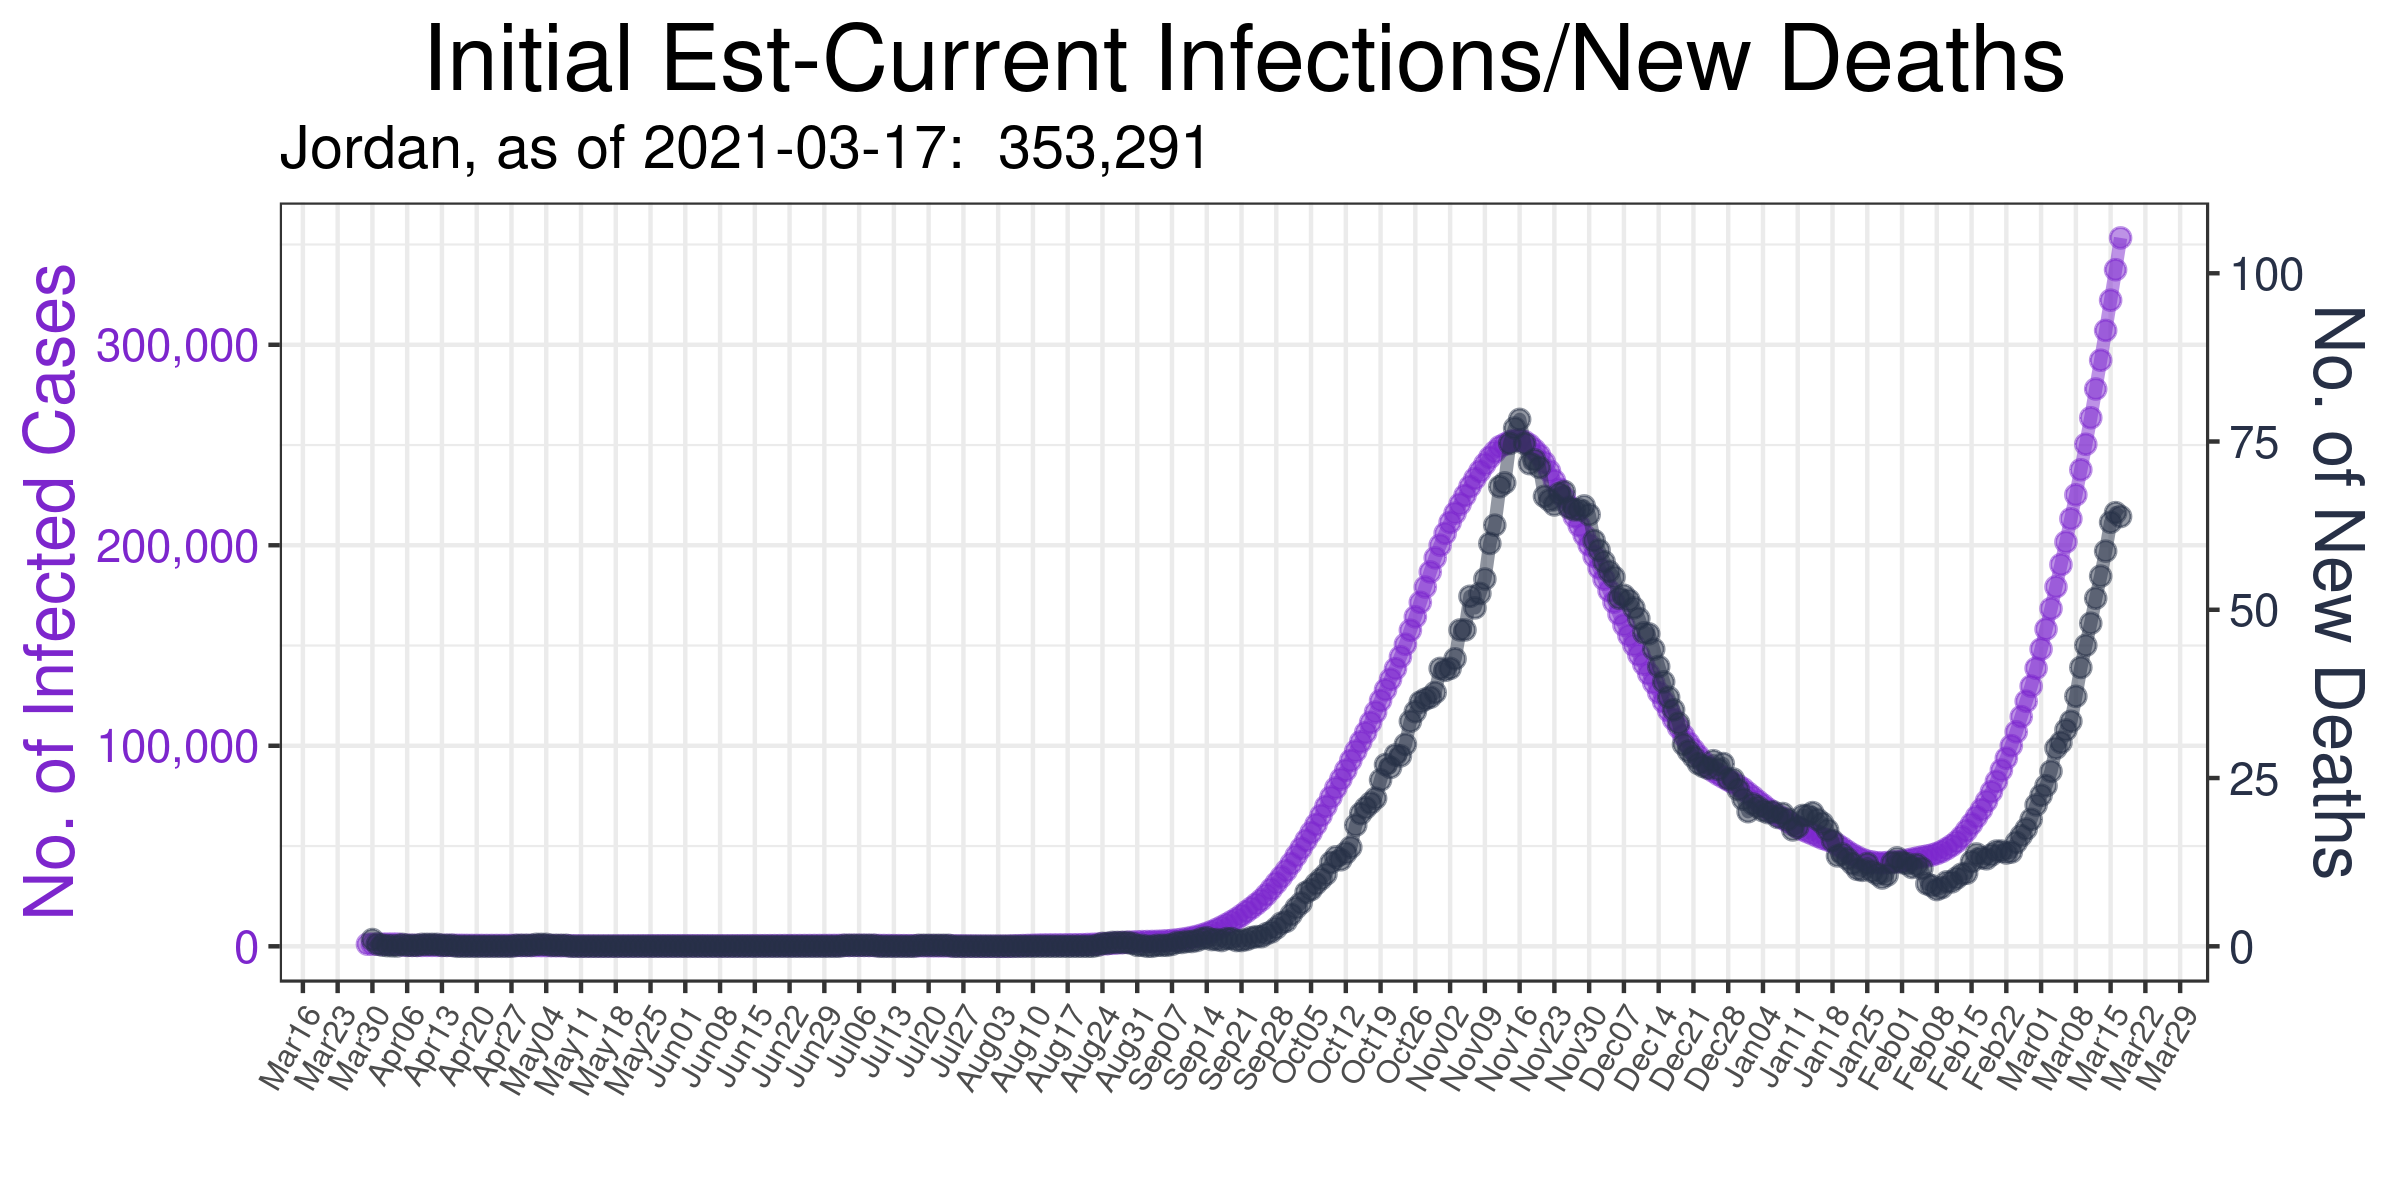 Initial Est-Current Infections/New Deaths
Jordan, as of 2021-03-17:  353,291
No. of Infected Cases
300,000
200,000
100,000
0
100
75
50
25
0
No. of New Deaths
Mar16
Mar23
Mar30
Apr06
Apr13
Apr20
Apr27
May04
May11
May18
May25
Jun01
Jun08
Jun15
Jun22
Jun29
Jul06
Jul13
Jul20
Jul27
Aug03
Aug10
Aug17
Aug24
Aug31
Sep07
Sep14
Sep21
Sep28
Oct05
Oct12
Oct19
Oct26
Nov02
Nov09
Nov16
Nov23
Nov30
Dec07
Dec14
Dec21
Dec28
Jan04
Jan11
Jan18
Jan25
Feb01
Feb08
Feb15
Feb22
Mar01
Mar08
Mar15
Mar22
Mar29